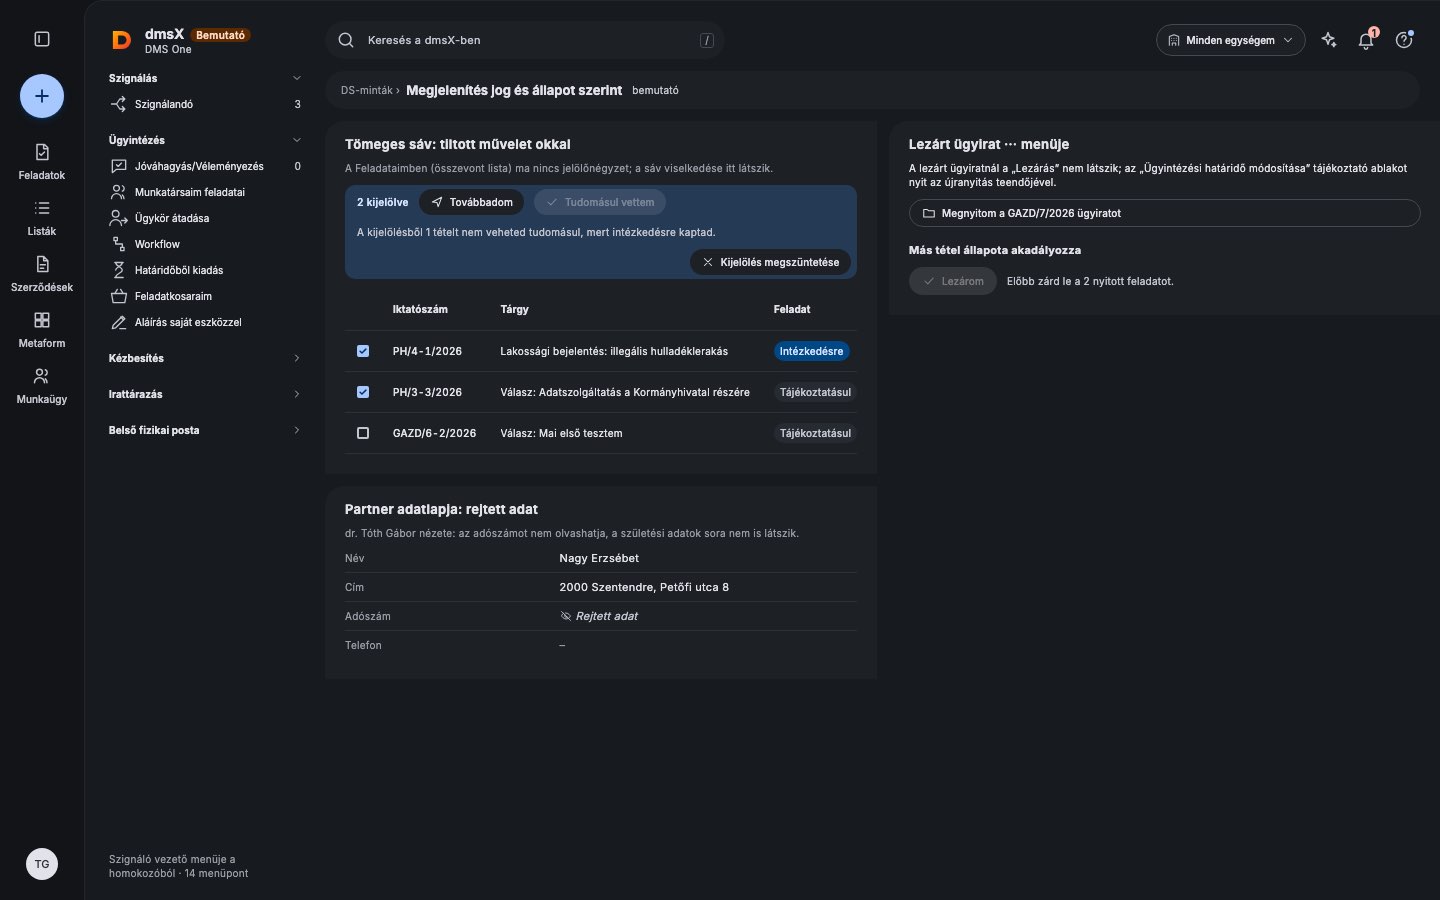 dmsX Bemutató
DMS One
Keresés a dmsX-ben /
Minden egységem
1
Feladatok
Listák
Szerződések
Metaform
Munkaügy
TG
Szignálás
Szignálandó 3
Ügyintézés
Jóváhagyás/Véleményezés 0
Munkatársaim feladatai
Ügykör átadása
Workflow
Határidőből kiadás
Feladatkosaraim
Aláírás saját eszközzel
Kézbesítés
Irattárazás
Belső fizikai posta
Szignáló vezető menüje a
homokozóból · 14 menüpont
DS-minták › Megjelenítés jog és állapot szerint bemutató
Tömeges sáv: tiltott művelet okkal
A Feladataimban (összevont lista) ma nincs jelölőnégyzet; a sáv viselkedése itt látszik.
2 kijelölve Továbbadom Tudomásul vettem
A kijelölésből 1 tételt nem veheted tudomásul, mert intézkedésre kaptad.
Kijelölés megszüntetése
Iktatószám Tárgy Feladat
PH/4-1/2026 Lakossági bejelentés: illegális hulladéklerakás Intézkedésre
PH/3-3/2026 Válasz: Adatszolgáltatás a Kormányhivatal részére Tájékoztatásul
GAZD/6-2/2026 Válasz: Mai első tesztem Tájékoztatásul
Partner adatlapja: rejtett adat
dr. Tóth Gábor nézete: az adószámot nem olvashatja, a születési adatok sora nem is látszik.
Név Nagy Erzsébet
Cím 2000 Szentendre, Petőfi utca 8
Adószám Rejtett adat
Telefon –
Lezárt ügyirat ··· menüje
A lezárt ügyiratnál a „Lezárás” nem látszik; az „Ügyintézési határidő módosítása” tájékoztató ablakot
nyit az újranyitás teendőjével.
Megnyitom a GAZD/7/2026 ügyiratot
Más tétel állapota akadályozza
Lezárom Előbb zárd le a 2 nyitott feladatot.